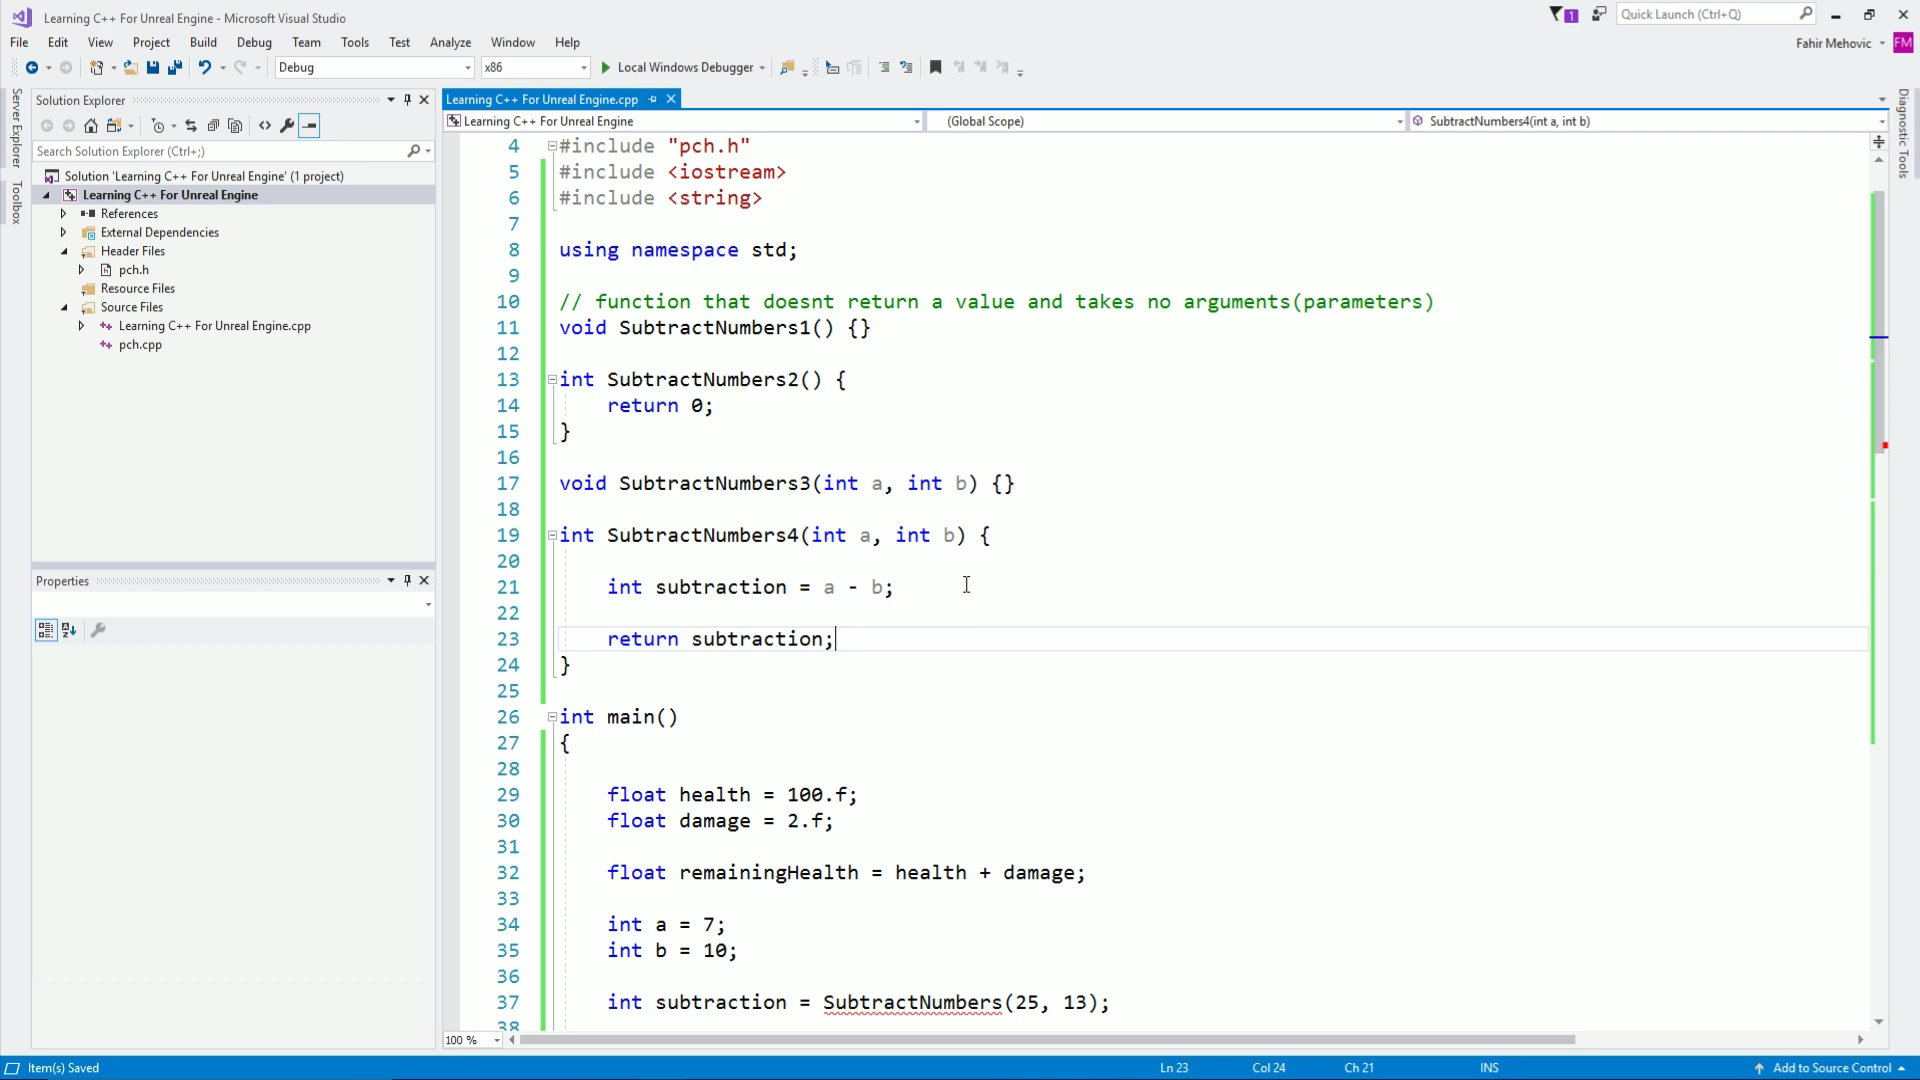 Learning C++ For Unreal Engine - Microsoft Visual Studio
1
Quick Launch (Ctrl+Q)
File Edit View Project Build Debug Team Tools Test Analyze Window Help
Fahir Mehovic
FM
Debug
x86
Local Windows Debugger
Server Explorer
Toolbox
Solution Explorer
Search Solution Explorer (Ctrl+;)
Solution 'Learning C++ For Unreal Engine' (1 project)
Learning C++ For Unreal Engine
References
External Dependencies
Header Files
pch.h
Resource Files
Source Files
Learning C++ For Unreal Engine.cpp
pch.cpp
Properties
Learning C++ For Unreal Engine.cpp
Learning C++ For Unreal Engine
(Global Scope)
SubtractNumbers4(int a, int b)
Diagnostic Tools
4 #include "pch.h"
5 #include <iostream>
6 #include <string>
7
8 using namespace std;
9
10 // function that doesnt return a value and takes no arguments(parameters)
11 void SubtractNumbers1() {}
12
13 int SubtractNumbers2() {
14 return 0;
15 }
16
17 void SubtractNumbers3(int a, int b) {}
18
19 int SubtractNumbers4(int a, int b) {
20
21 int subtraction = a - b;
22
23 return subtraction;
24 }
25
26 int main()
27 {
28
29 float health = 100.f;
30 float damage = 2.f;
31
32 float remainingHealth = health + damage;
33
34 int a = 7;
35 int b = 10;
36
37 int subtraction = SubtractNumbers(25, 13);
38
100 %
Item(s) Saved
Ln 23 Col 24 Ch 21 INS
Add to Source Control